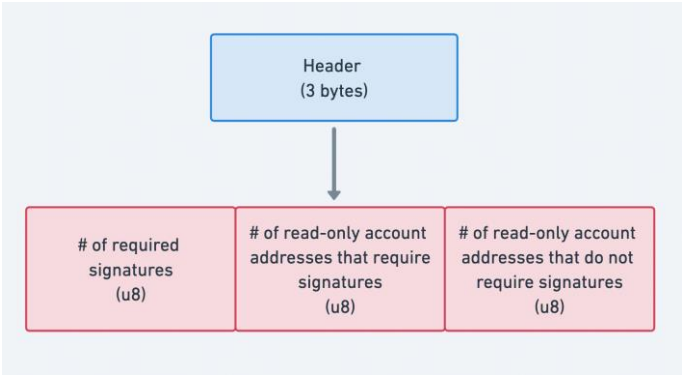 Header
(3 bytes)
# of required
signatures
(u8)
# of read-only account
addresses that require
signatures
(u8)
# of read-only account
addresses that do not
require signatures
(u8)